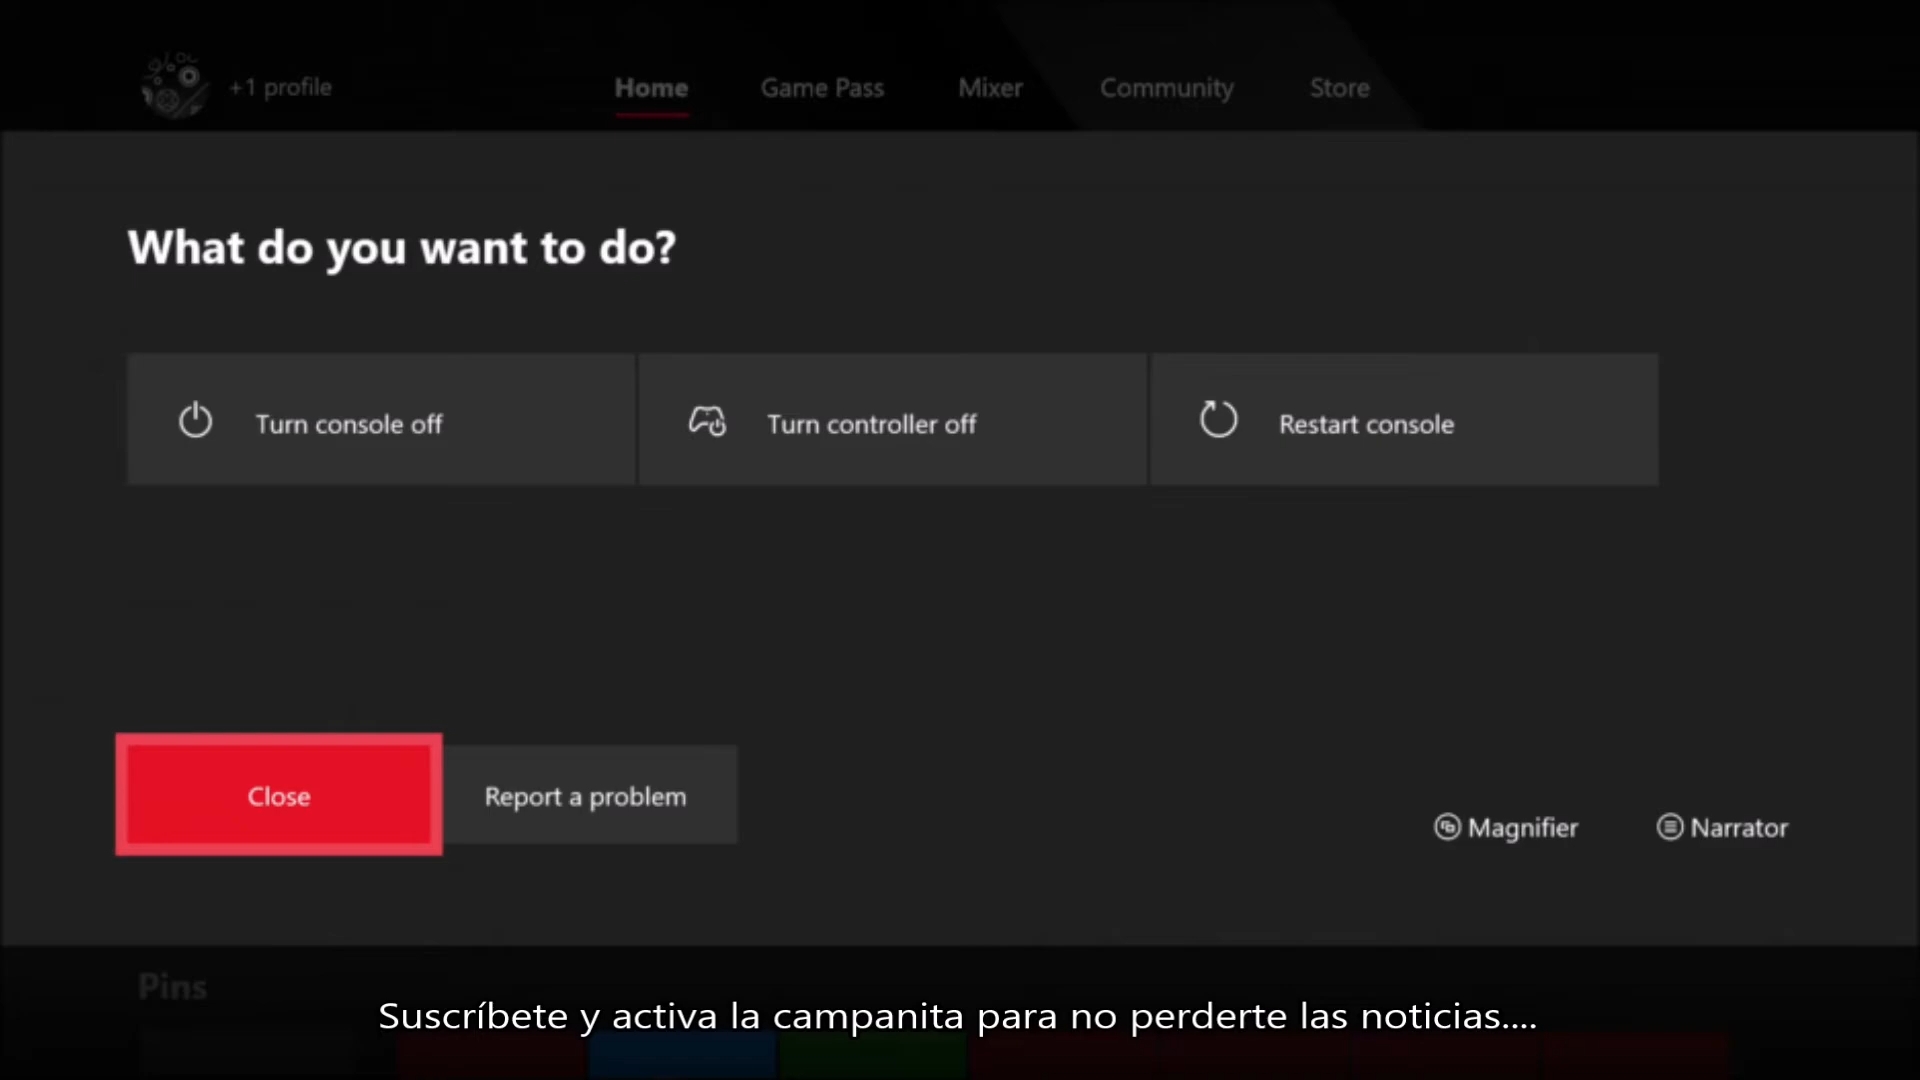 +1 profile
Home
Game Pass
Mixer
Community
Store
What do you want to do?
Turn console off
Turn controller off
Restart console
Close
Report a problem
Magnifier
Narrator
Pins
Suscríbete y activa la campanita para no perderte las noticias....